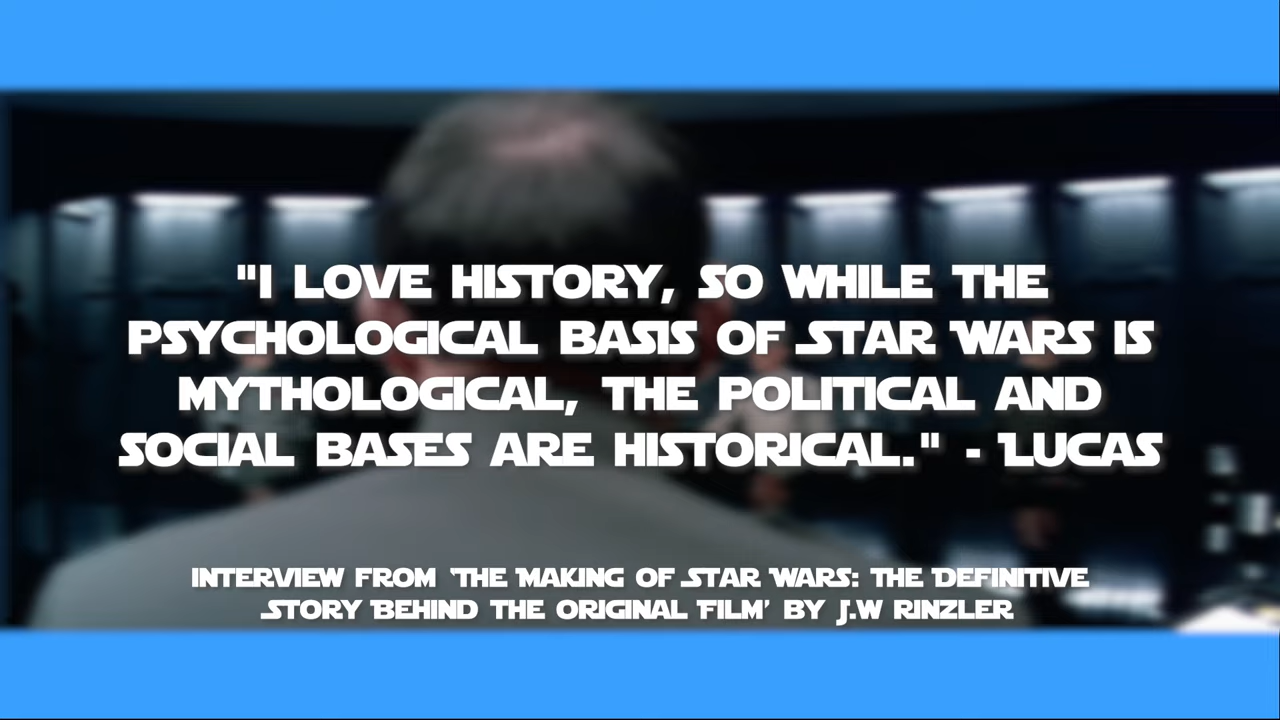 "I LOVE HISTORY, SO WHILE THE
PSYCHOLOGICAL BASIS OF STAR WARS IS
MYTHOLOGICAL, THE POLITICAL AND
SOCIAL BASES ARE HISTORICAL." - LUCAS
INTERVIEW FROM 'THE MAKING OF STAR WARS: THE DEFINITIVE
STORY BEHIND THE ORIGINAL FILM' BY J.W RINZLER